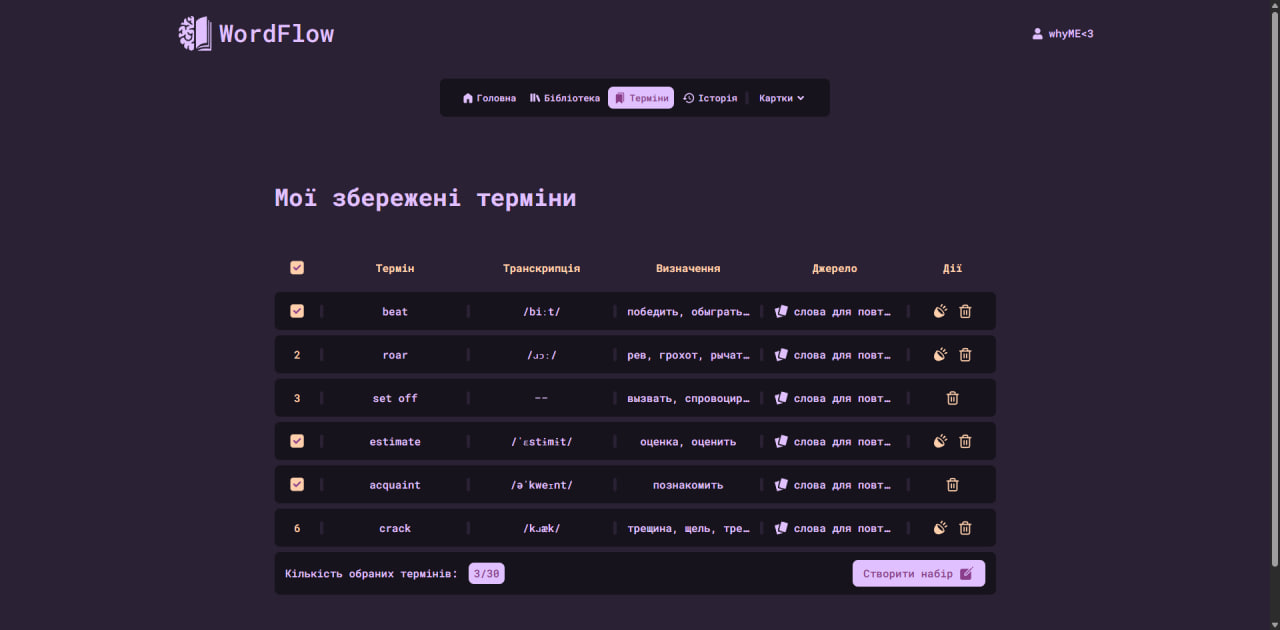 WordFlow
whyME<3
Головна Бібліотека Терміни Історія Картки
Мої збережені терміни
Термін Транскрипція Визначення Джерело Дії
beat /biːt/ победить, обыграть… слова для повт…
2 roar /ɹɔː/ рев, грохот, рычат… слова для повт…
3 set off -- вызвать, спровоцир… слова для повт…
estimate /ˈɛstɨmɨt/ оценка, оценить слова для повт…
acquaint /əˈkweɪnt/ познакомить слова для повт…
6 crack /kɹæk/ трещина, щель, тре… слова для повт…
Кількість обраних термінів: 3/30 Створити набір